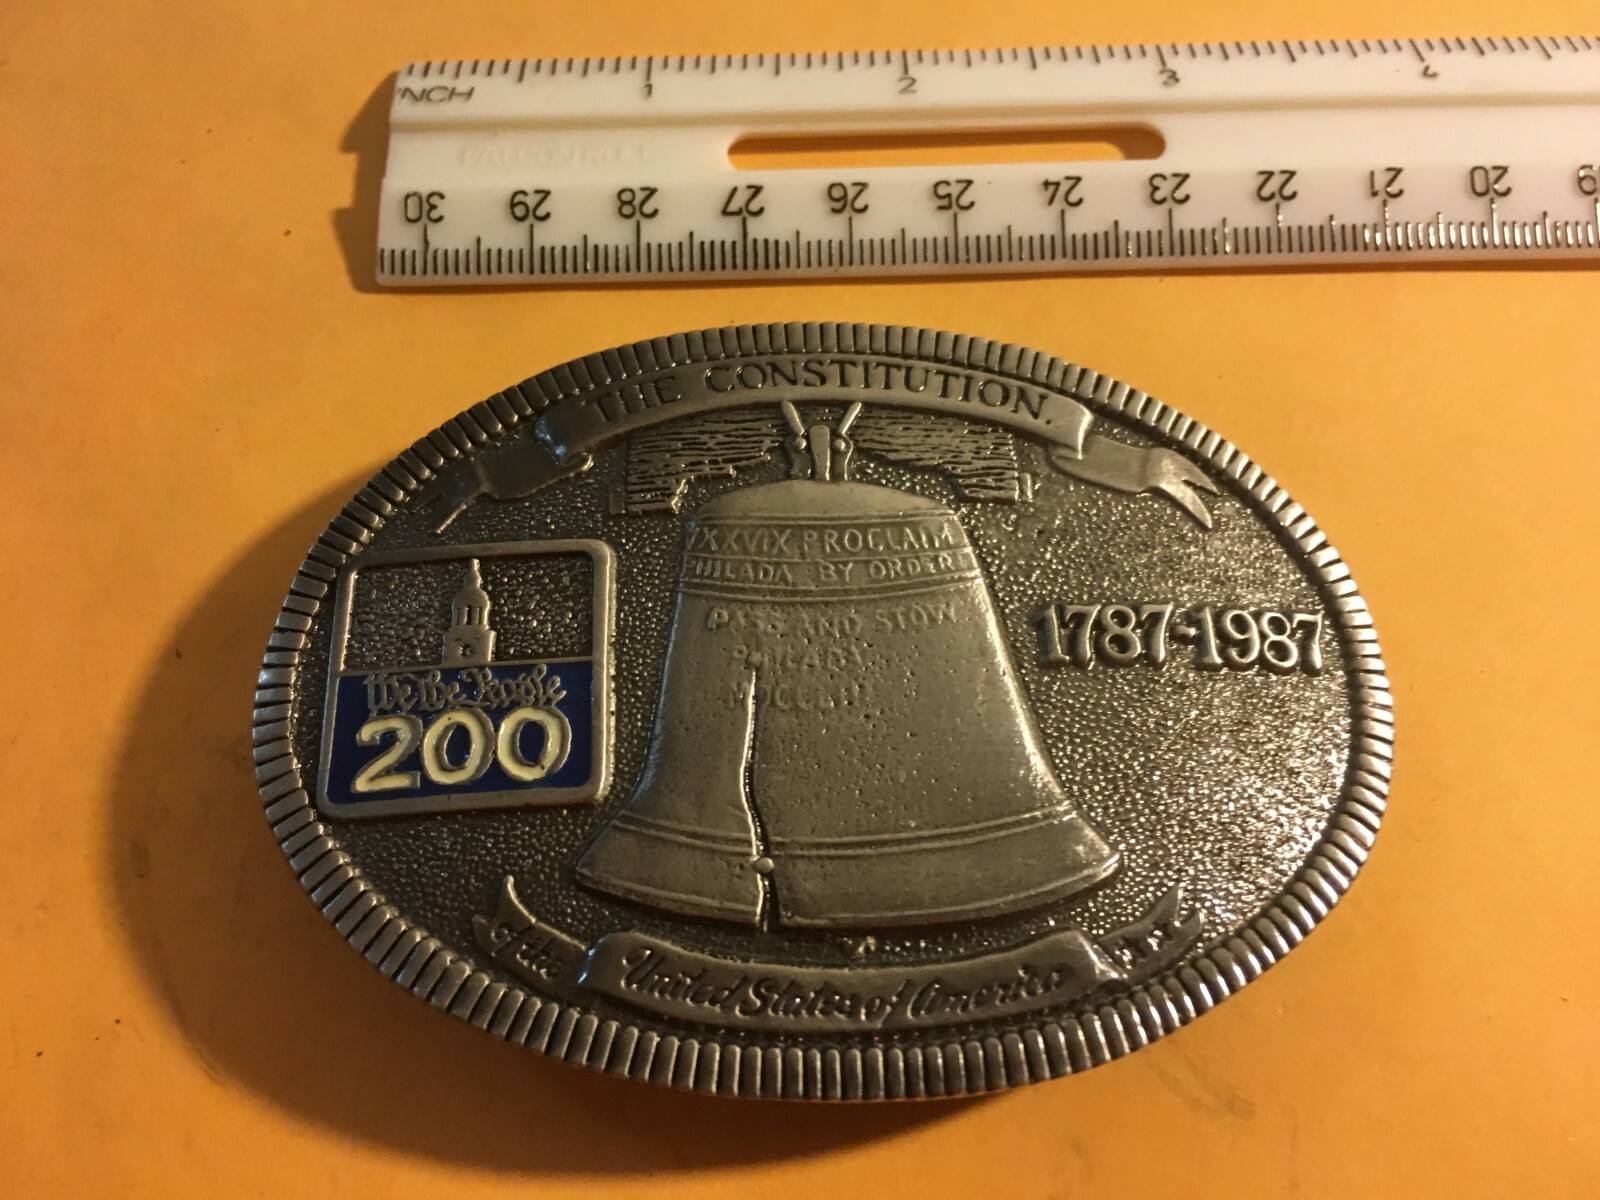 INCH
1 2 3 4
30 29 28 27 26 25 24 23 22 21 20
THE CONSTITUTION
XXVIX PROCLAIM
PHILADA BY ORDER
PASS AND STOW
We the People
200
1787-1987
of the United States of America